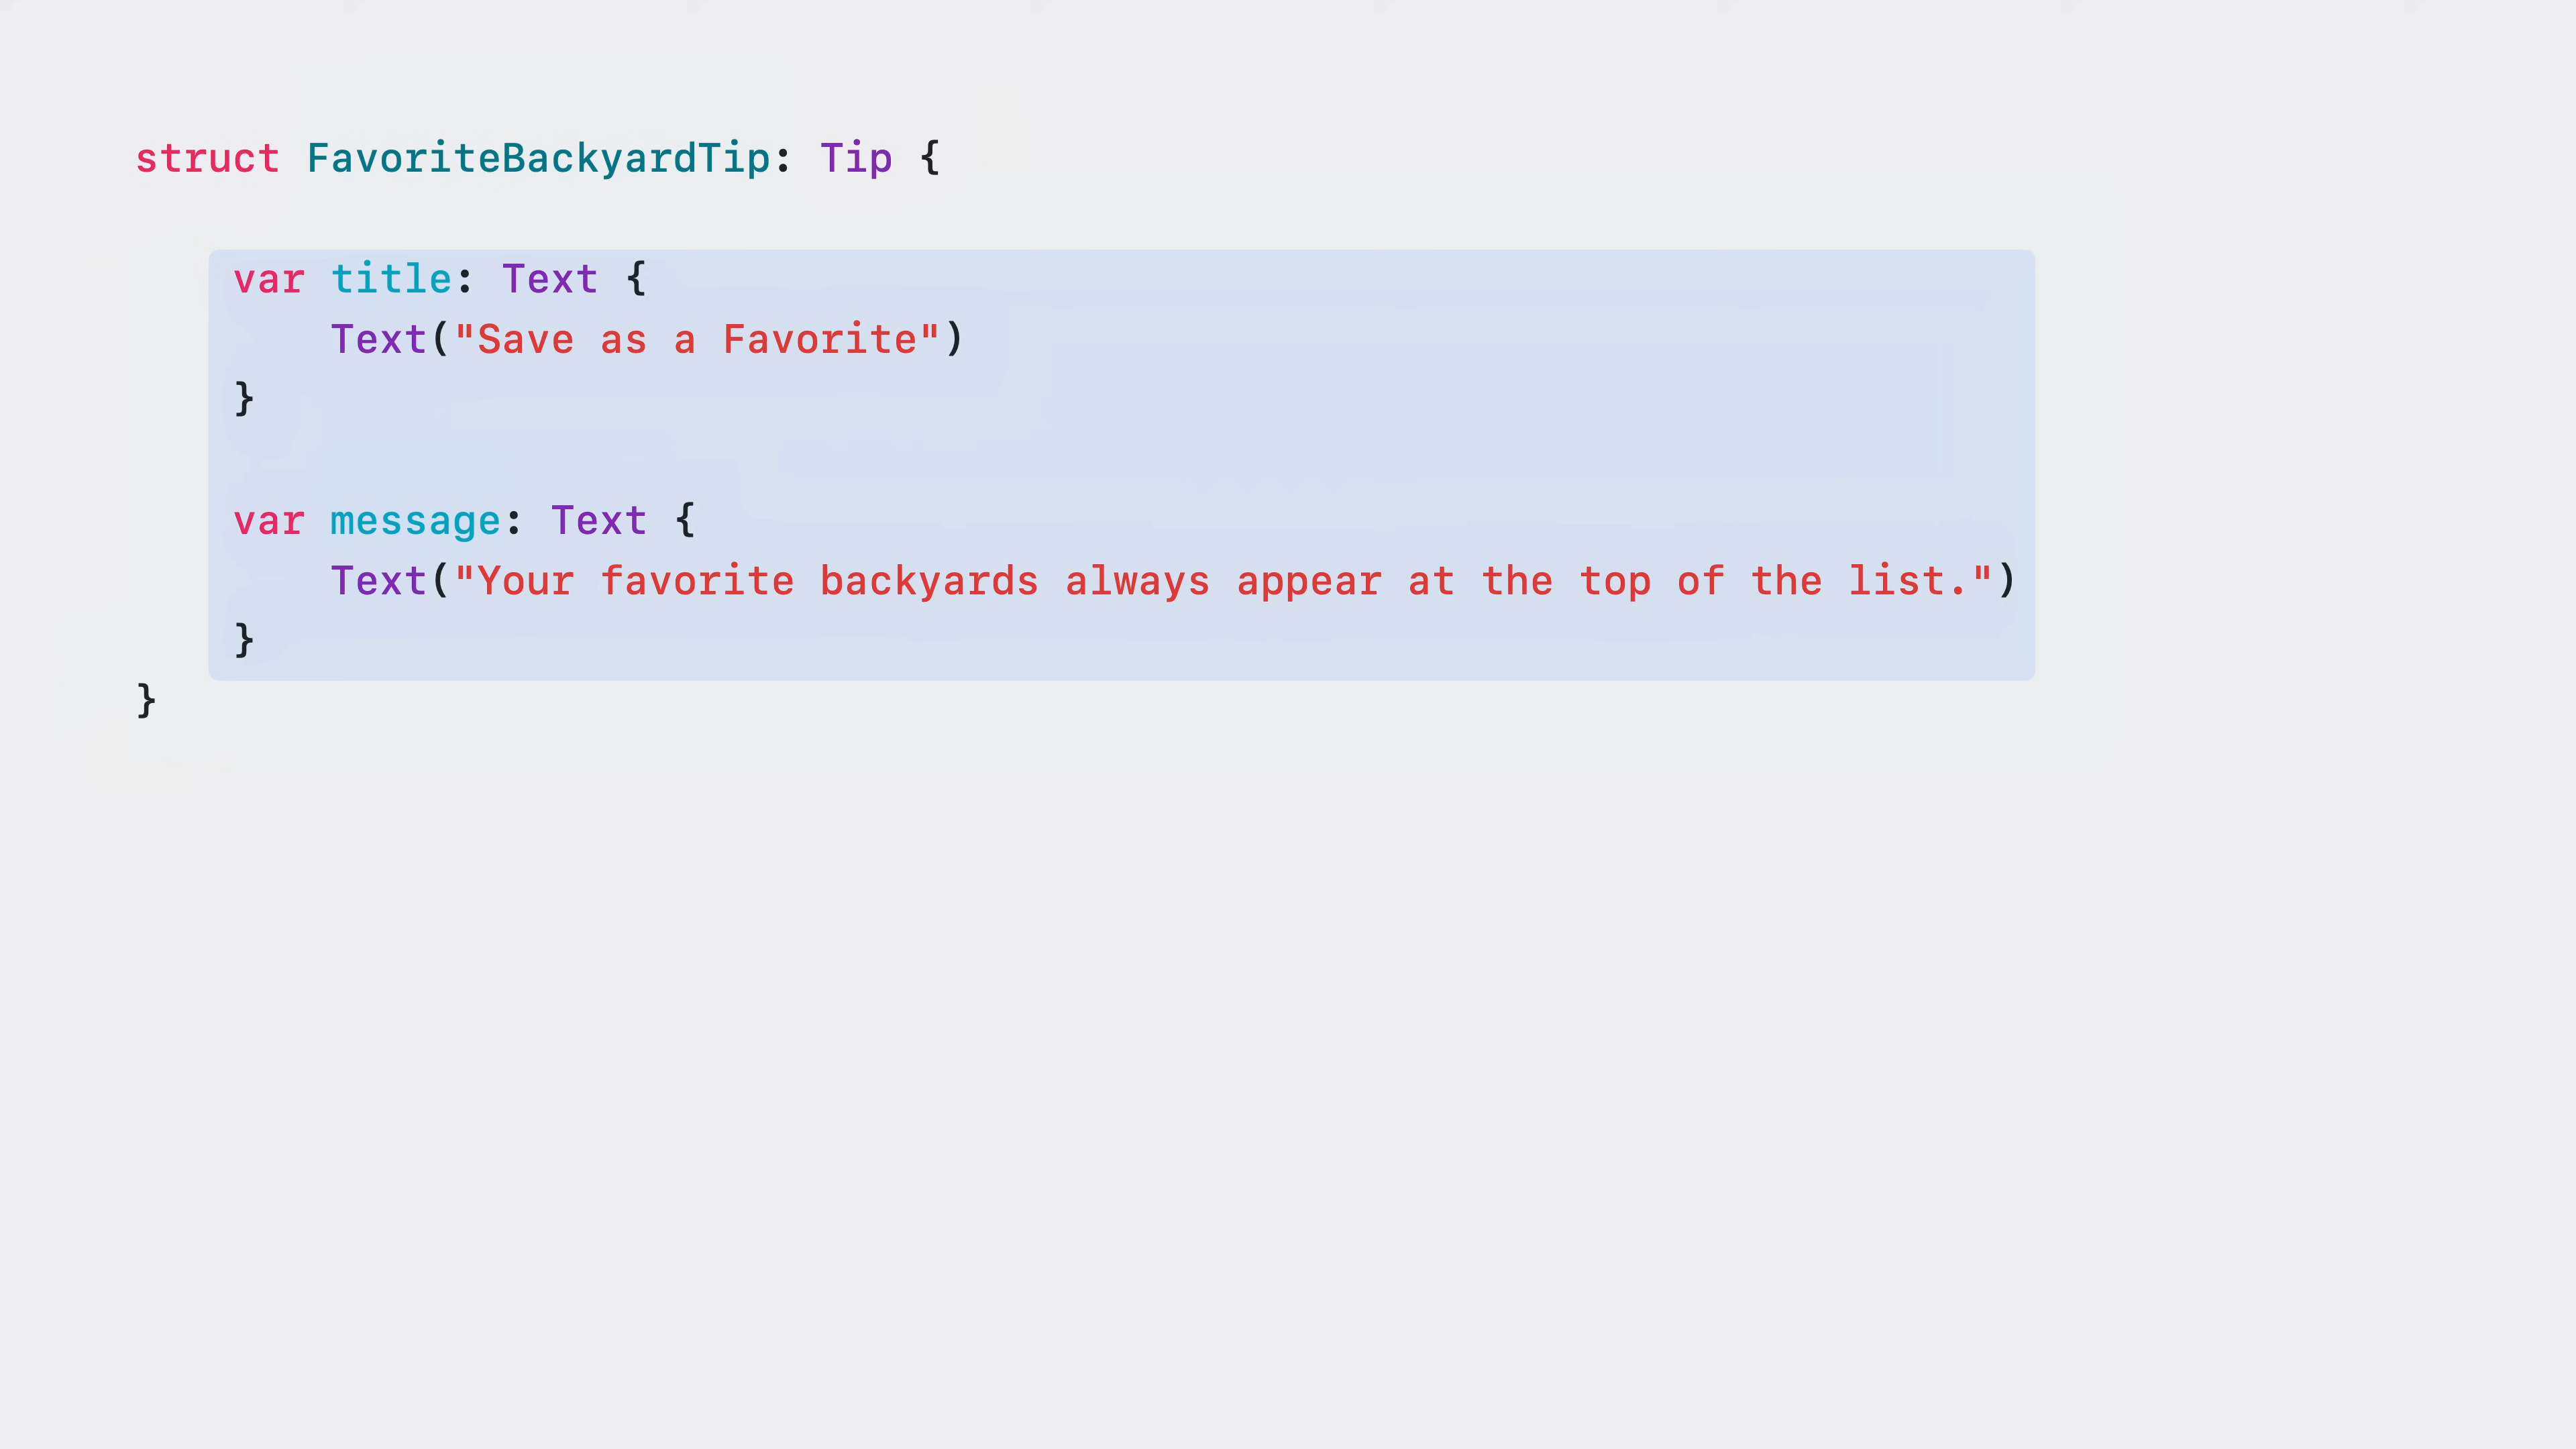 struct FavoriteBackyardTip: Tip {
var title: Text {
Text("Save as a Favorite")
}
var message: Text {
Text("Your favorite backyards always appear at the top of the list.")
}
}